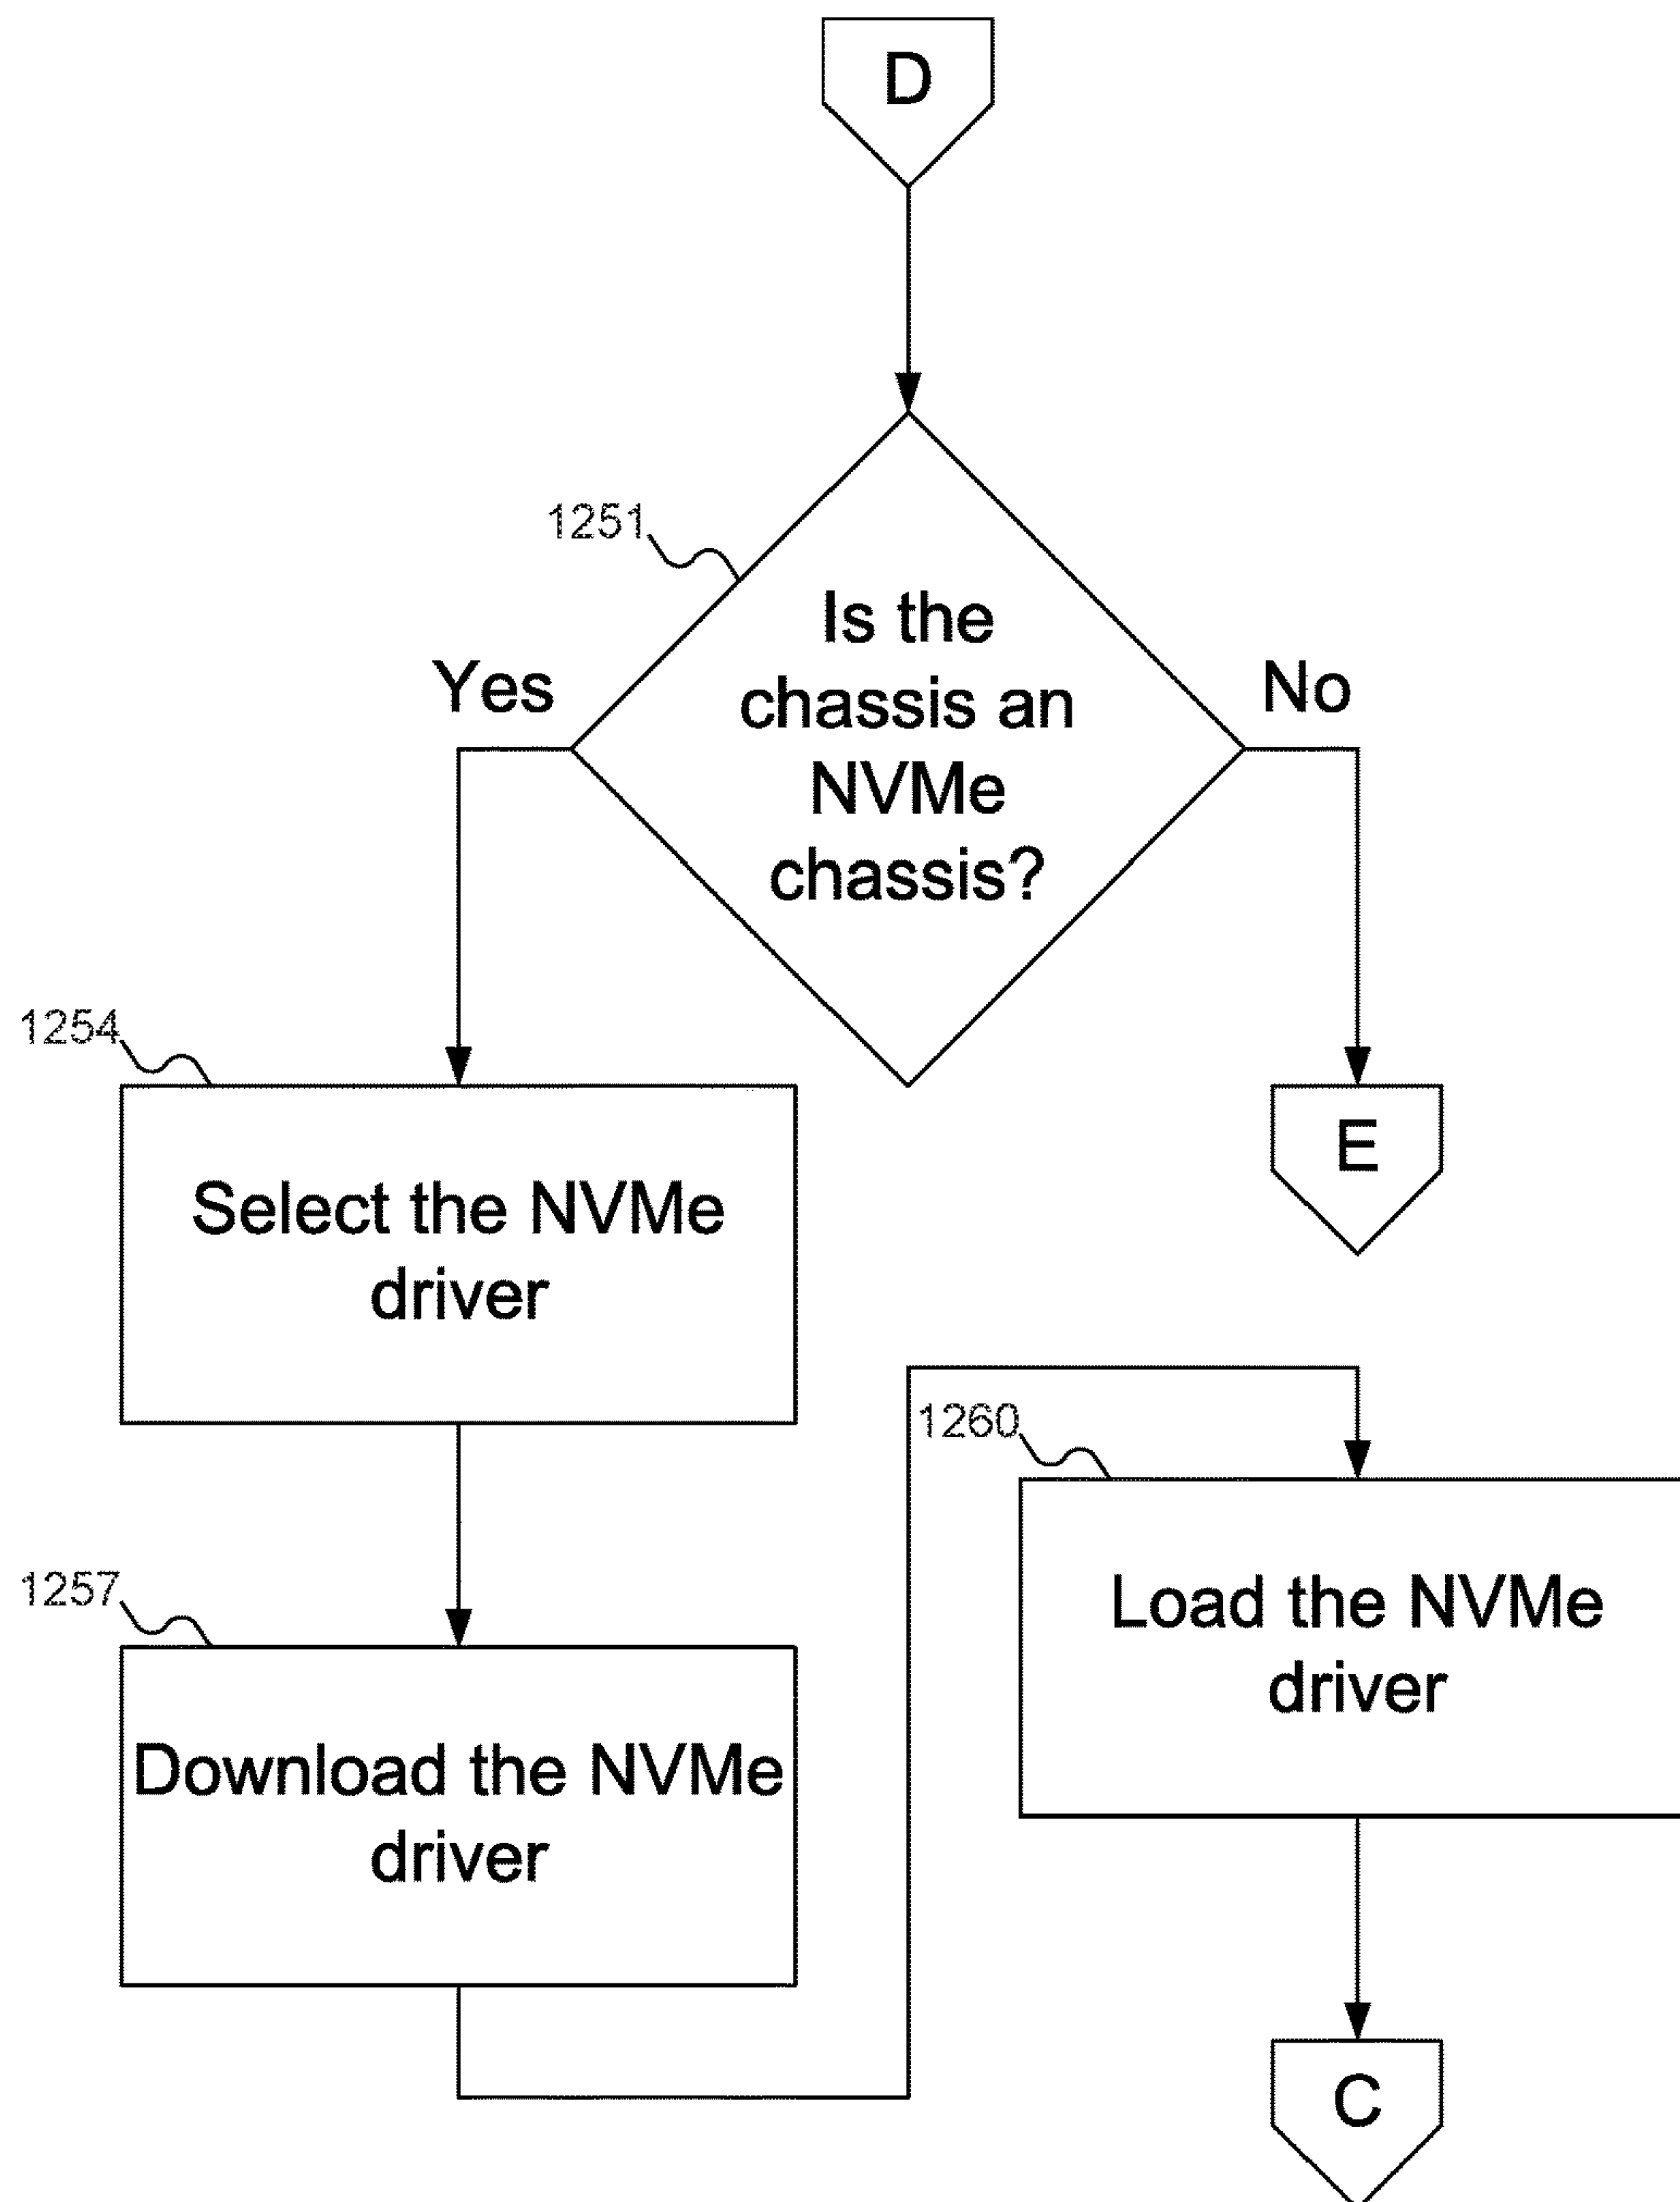 D
1251
Is the
chassis an
NVMe
chassis?
Yes
No
1254
Select the NVMe
driver
E
1260
Load the NVMe
driver
1257
Download the NVMe
driver
C